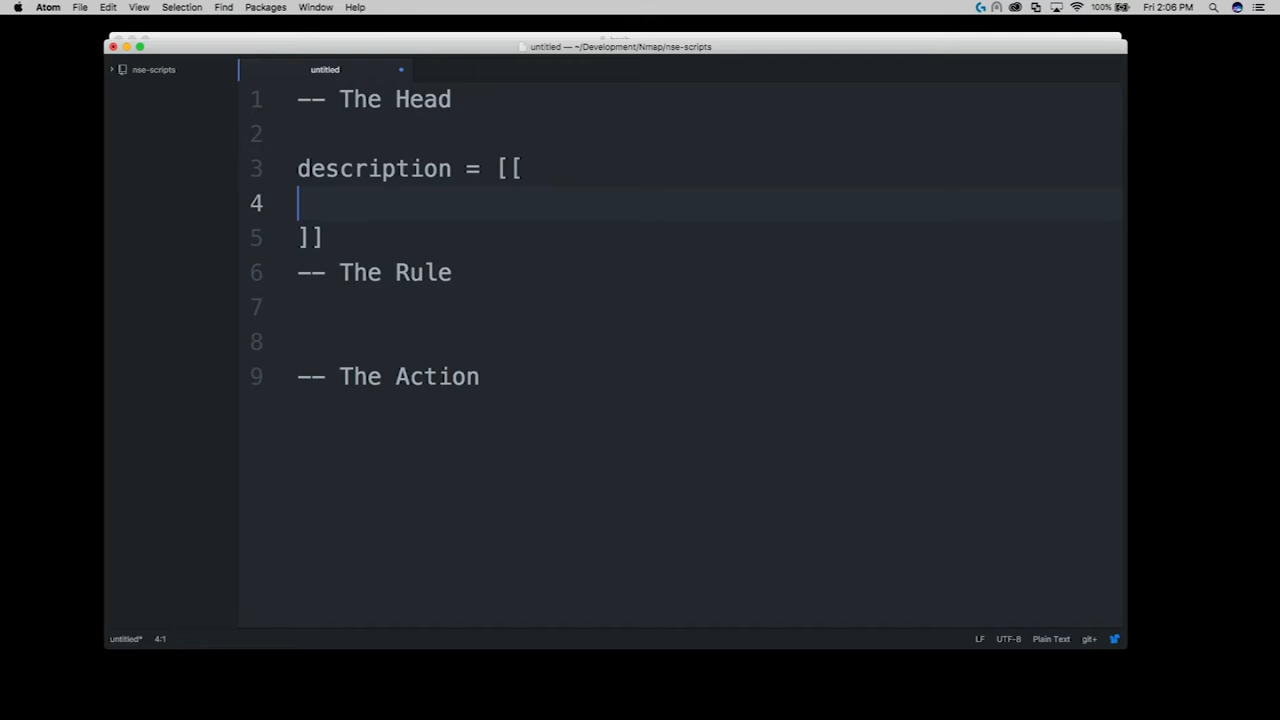 Atom File Edit View Selection Find Packages Window Help 100% Fri 2:06 PM
untitled — ~/Development/Nmap/nse-scripts
nse-scripts
untitled
1 -- The Head
2
3 description = [[
4
5 ]]
6 -- The Rule
7
8
9 -- The Action
untitled* 4:1 LF UTF-8 Plain Text git+